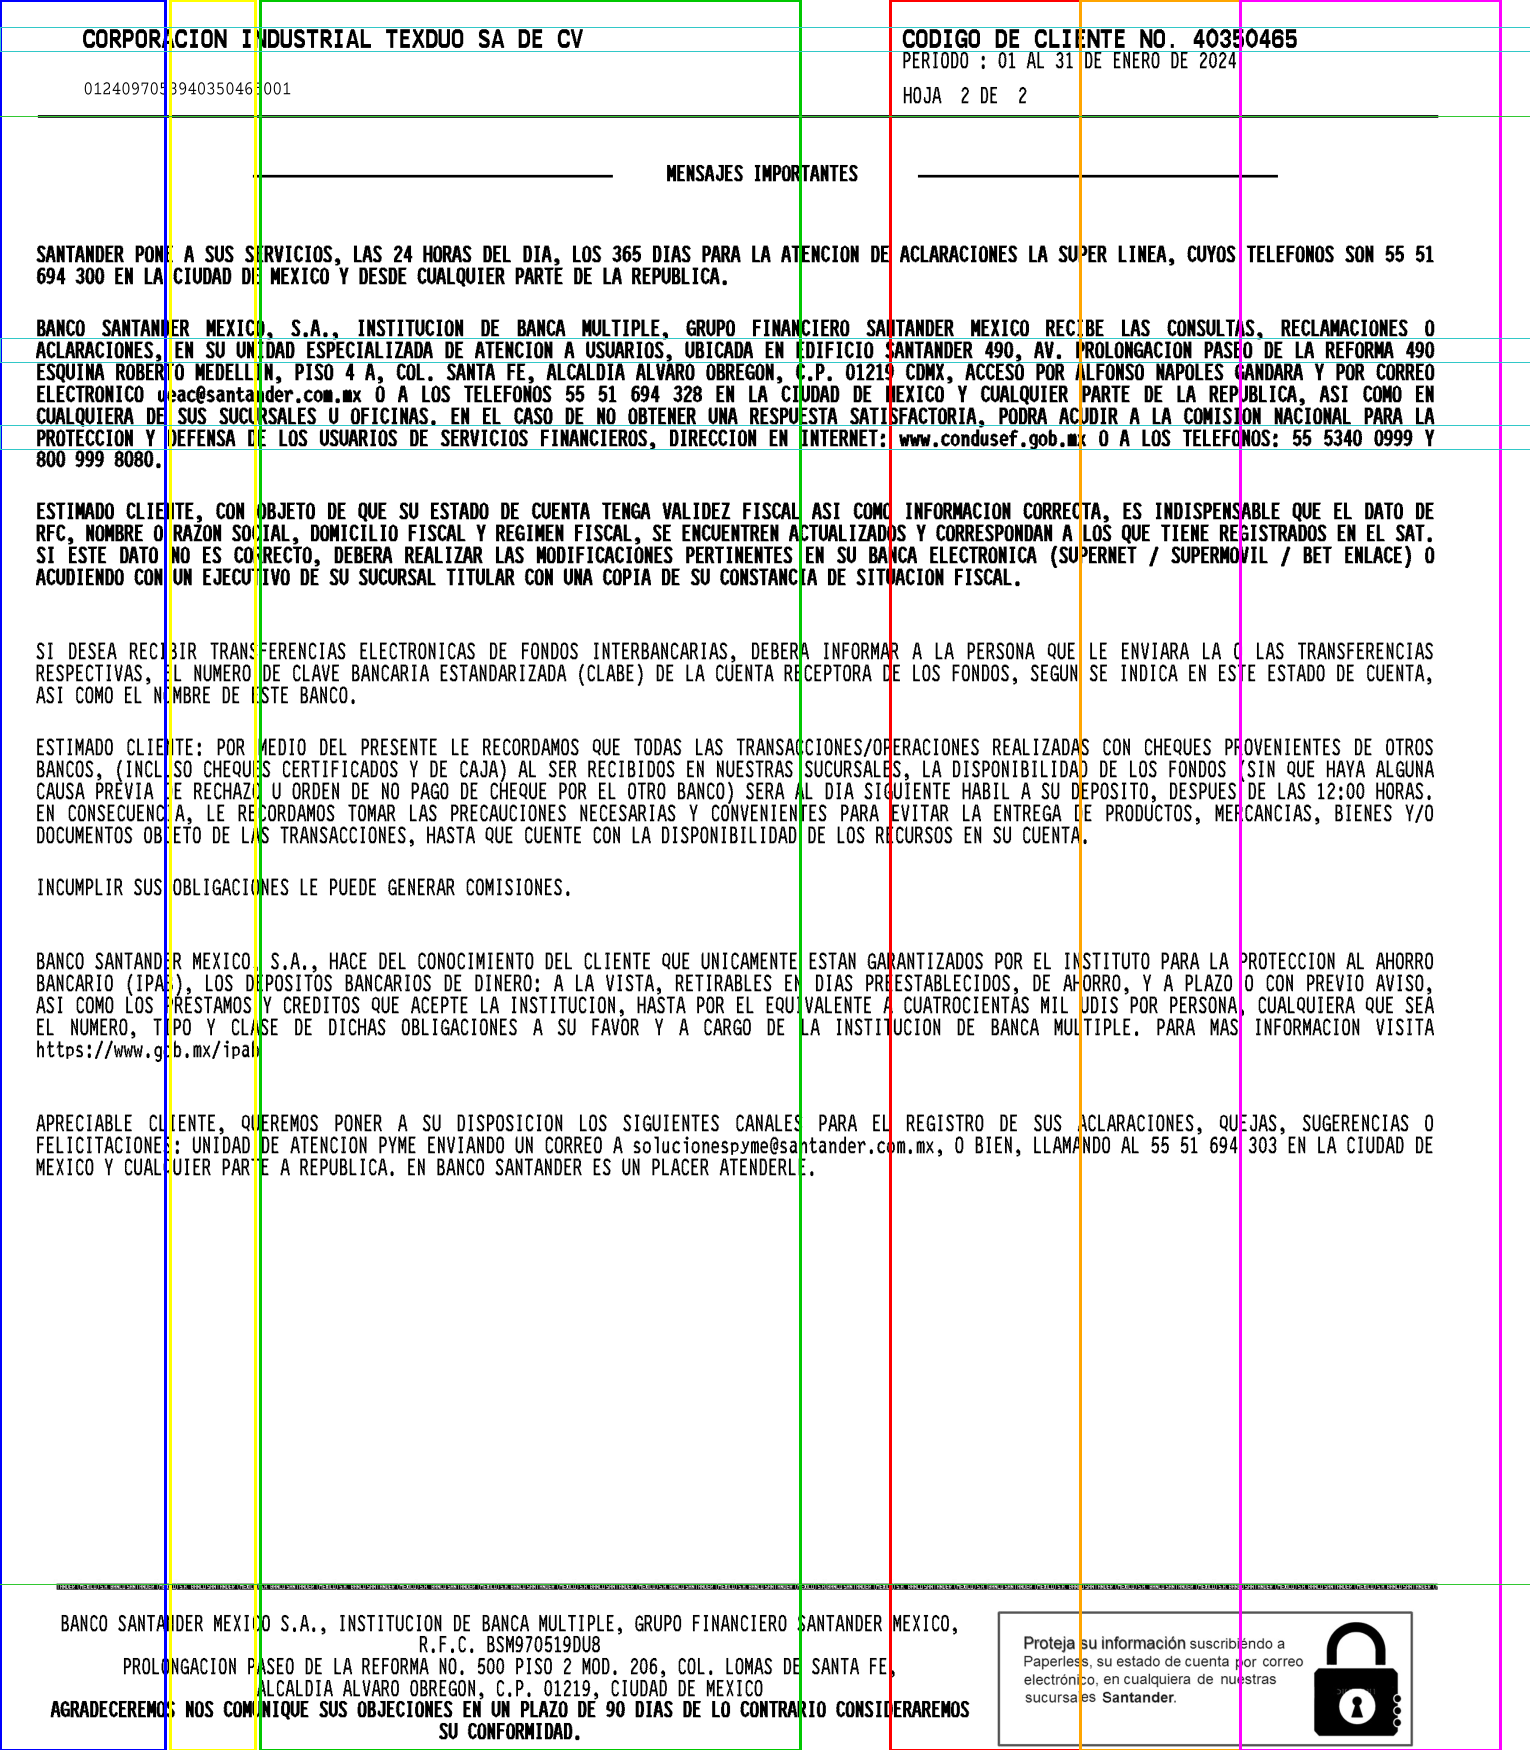 CORPORACION INDUSTRIAL TEXDUO SA DE CV
CODIGO DE CLIENTE NO. 40350465
PERIODO : 01 AL 31 DE ENERO DE 2024
HOJA 2 DE 2
MENSAJES IMPORTANTES
SANTANDER PONE A SUS SERVICIOS, LAS 24 HORAS DEL DIA, LOS 365 DIAS PARA LA ATENCION DE ACLARACIONES LA SUPER LINEA, CUYOS TELEFONOS SON 55 51
694 300 EN LA CIUDAD DE MEXICO Y DESDE CUALQUIER PARTE DE LA REPUBLICA.
BANCO SANTANDER MEXICO, S.A., INSTITUCION DE BANCA MULTIPLE, GRUPO FINANCIERO SANTANDER MEXICO RECIBE LAS CONSULTAS, RECLAMACIONES O
ACLARACIONES, EN SU UNIDAD ESPECIALIZADA DE ATENCION A USUARIOS, UBICADA EN EDIFICIO SANTANDER 490, AV. PROLONGACION PASEO DE LA REFORMA 490
ESQUINA ROBERTO MEDELLIN, PISO 4 A, COL. SANTA FE, ALCALDIA ALVARO OBREGON, C.P. 01219 CDMX, ACCESO POR ALFONSO NAPOLES GANDARA Y POR CORREO
ELECTRONICO ueac@santander.com.mx O A LOS TELEFONOS 55 51 694 328 EN LA CIUDAD DE MEXICO Y CUALQUIER PARTE DE LA REPUBLICA, ASI COMO EN
CUALQUIERA DE SUS SUCURSALES U OFICINAS. EN EL CASO DE NO OBTENER UNA RESPUESTA SATISFACTORIA, PODRA ACUDIR A LA COMISION NACIONAL PARA LA
PROTECCION Y DEFENSA DE LOS USUARIOS DE SERVICIOS FINANCIEROS, DIRECCION EN INTERNET: www.condusef.gob.mx O A LOS TELEFONOS: 55 5340 0999 Y
800 999 8080.
ESTIMADO CLIENTE, CON OBJETO DE QUE SU ESTADO DE CUENTA TENGA VALIDEZ FISCAL ASI COMO INFORMACION CORRECTA, ES INDISPENSABLE QUE EL DATO DE
RFC, NOMBRE O RAZON SOCIAL, DOMICILIO FISCAL Y REGIMEN FISCAL, SE ENCUENTREN ACTUALIZADOS Y CORRESPONDAN A LOS QUE TIENE REGISTRADOS EN EL SAT.
SI ESTE DATO NO ES CORRECTO, DEBERA REALIZAR LAS MODIFICACIONES PERTINENTES EN SU BANCA ELECTRONICA (SUPERNET / SUPERMOVIL / BET ENLACE) O
ACUDIENDO CON UN EJECUTIVO DE SU SUCURSAL TITULAR CON UNA COPIA DE SU CONSTANCIA DE SITUACION FISCAL.
SI DESEA RECIBIR TRANSFERENCIAS ELECTRONICAS DE FONDOS INTERBANCARIAS, DEBERA INFORMAR A LA PERSONA QUE LE ENVIARA LA O LAS TRANSFERENCIAS
RESPECTIVAS, EL NUMERO DE CLAVE BANCARIA ESTANDARIZADA (CLABE) DE LA CUENTA RECEPTORA DE LOS FONDOS, SEGUN SE INDICA EN ESTE ESTADO DE CUENTA,
ASI COMO EL NOMBRE DE ESTE BANCO.
ESTIMADO CLIENTE: POR MEDIO DEL PRESENTE LE RECORDAMOS QUE TODAS LAS TRANSACCIONES/OPERACIONES REALIZADAS CON CHEQUES PROVENIENTES DE OTROS
BANCOS, (INCLUSO CHEQUES CERTIFICADOS Y DE CAJA) AL SER RECIBIDOS EN NUESTRAS SUCURSALES, LA DISPONIBILIDAD DE LOS FONDOS (SIN QUE HAYA ALGUNA
CAUSA PREVIA DE RECHAZO U ORDEN DE NO PAGO DE CHEQUE POR EL OTRO BANCO) SERA AL DIA SIGUIENTE HABIL A SU DEPOSITO, DESPUES DE LAS 12:00 HORAS.
EN CONSECUENCIA, LE RECORDAMOS TOMAR LAS PRECAUCIONES NECESARIAS Y CONVENIENTES PARA EVITAR LA ENTREGA DE PRODUCTOS, MERCANCIAS, BIENES Y/O
DOCUMENTOS OBJETO DE LAS TRANSACCIONES, HASTA QUE CUENTE CON LA DISPONIBILIDAD DE LOS RECURSOS EN SU CUENTA.
INCUMPLIR SUS OBLIGACIONES LE PUEDE GENERAR COMISIONES.
BANCO SANTANDER MEXICO, S.A., HACE DEL CONOCIMIENTO DEL CLIENTE QUE UNICAMENTE ESTAN GARANTIZADOS POR EL INSTITUTO PARA LA PROTECCION AL AHORRO
BANCARIO (IPAB), LOS DEPOSITOS BANCARIOS DE DINERO: A LA VISTA, RETIRABLES EN DIAS PREESTABLECIDOS, DE AHORRO, Y A PLAZO O CON PREVIO AVISO,
ASI COMO LOS PRESTAMOS Y CREDITOS QUE ACEPTE LA INSTITUCION, HASTA POR EL EQUIVALENTE A CUATROCIENTAS MIL UDIS POR PERSONA, CUALQUIERA QUE SEA
EL NUMERO, TIPO Y CLASE DE DICHAS OBLIGACIONES A SU FAVOR Y A CARGO DE LA INSTITUCION DE BANCA MULTIPLE. PARA MAS INFORMACION VISITA
https://www.gob.mx/ipab
APRECIABLE CLIENTE, QUEREMOS PONER A SU DISPOSICION LOS SIGUIENTES CANALES PARA EL REGISTRO DE SUS ACLARACIONES, QUEJAS, SUGERENCIAS O
FELICITACIONES: UNIDAD DE ATENCION PYME ENVIANDO UN CORREO A solucionespyme@santander.com.mx, O BIEN, LLAMANDO AL 55 51 694 303 EN LA CIUDAD DE
MEXICO Y CUALQUIER PARTE A REPUBLICA. EN BANCO SANTANDER ES UN PLACER ATENDERLE.
BANCO SANTANDER MEXICO S.A., INSTITUCION DE BANCA MULTIPLE, GRUPO FINANCIERO SANTANDER MEXICO,
R.F.C. BSM970519DU8
PROLONGACION PASEO DE LA REFORMA NO. 500 PISO 2 MOD. 206, COL. LOMAS DE SANTA FE,
ALCALDIA ALVARO OBREGON, C.P. 01219, CIUDAD DE MEXICO
AGRADECEREMOS NOS COMUNIQUE SUS OBJECIONES EN UN PLAZO DE 90 DIAS DE LO CONTRARIO CONSIDERAREMOS
SU CONFORMIDAD.
Proteja su información suscribiéndo a
Paperless, su estado de cuenta por correo
electrónico, en cualquiera de nuestras
sucursales Santander.